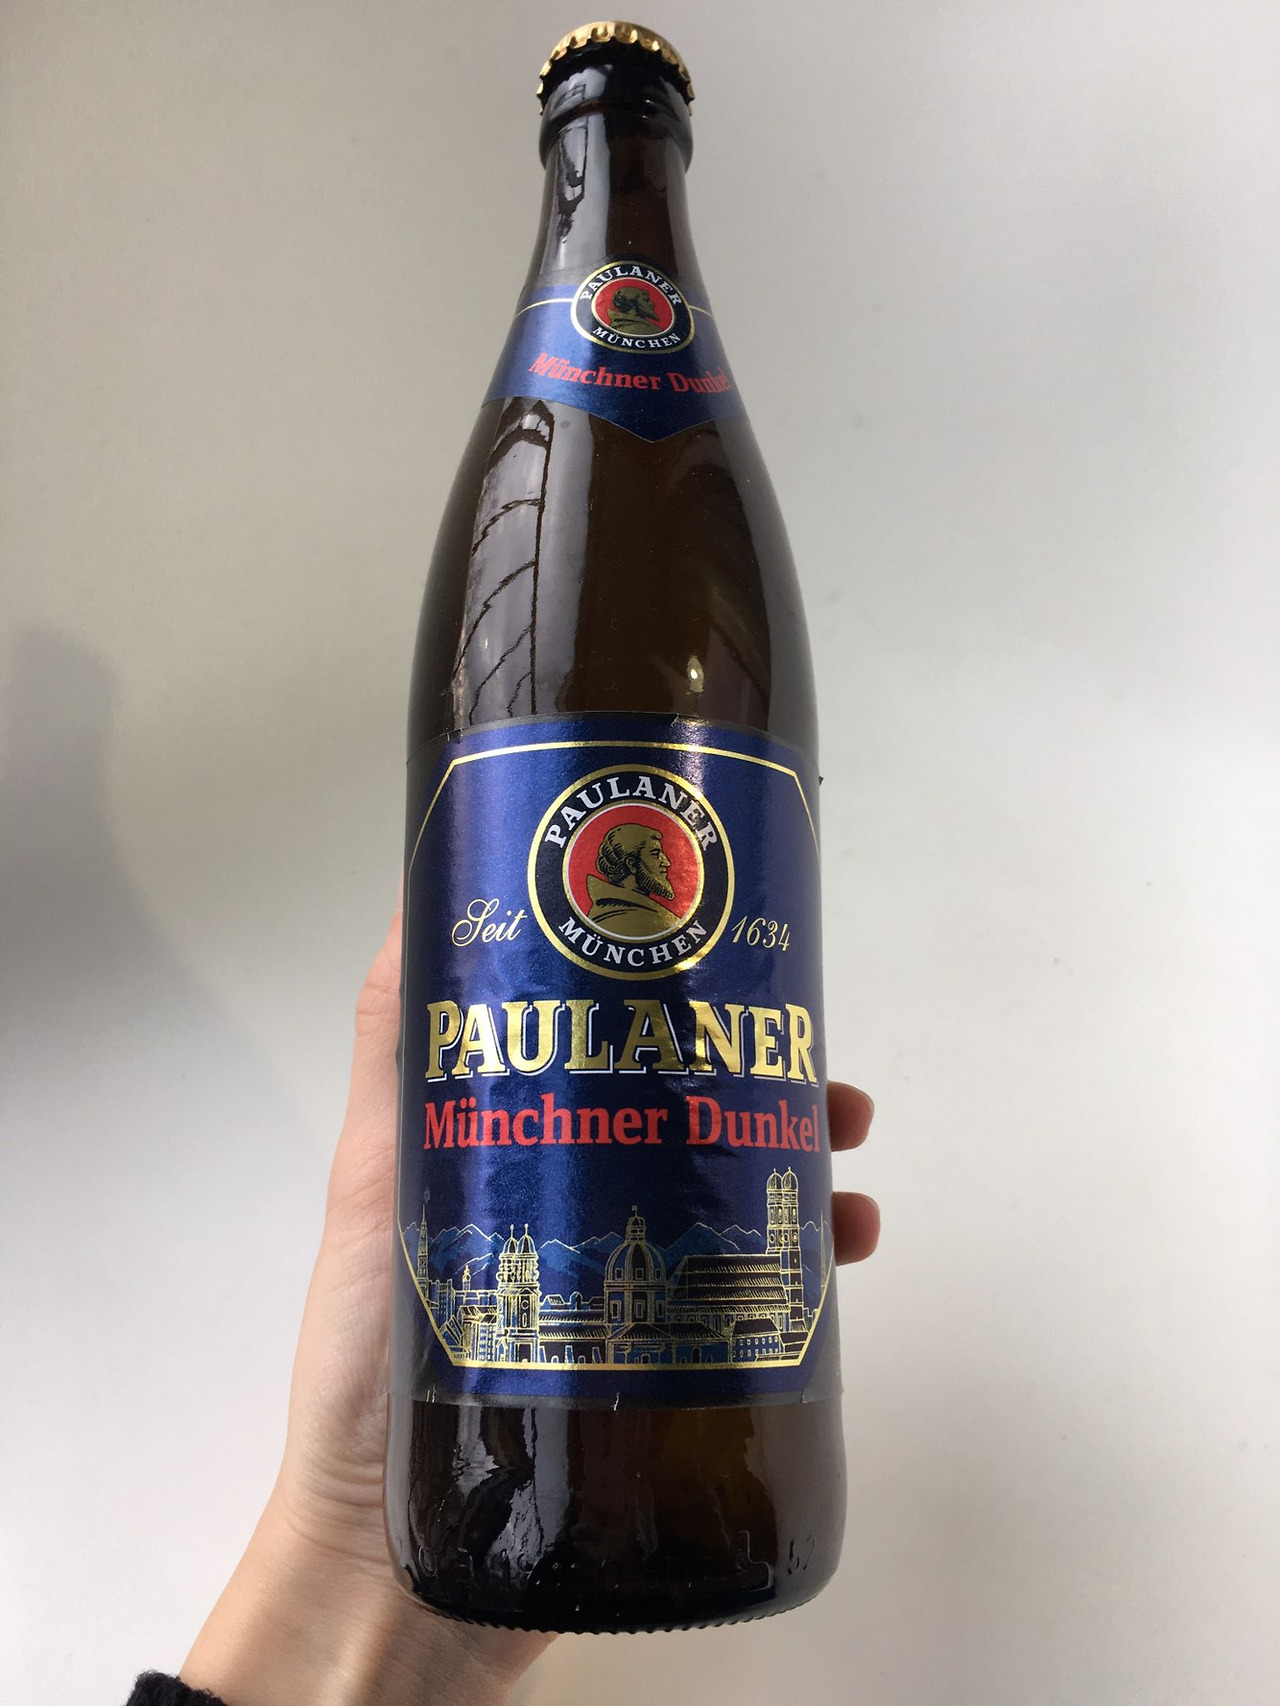 PAULANER
MÜNCHEN
Münchner Dunkel
PAULANER
MÜNCHEN
Seit 1634
PAULANER
Münchner Dunkel